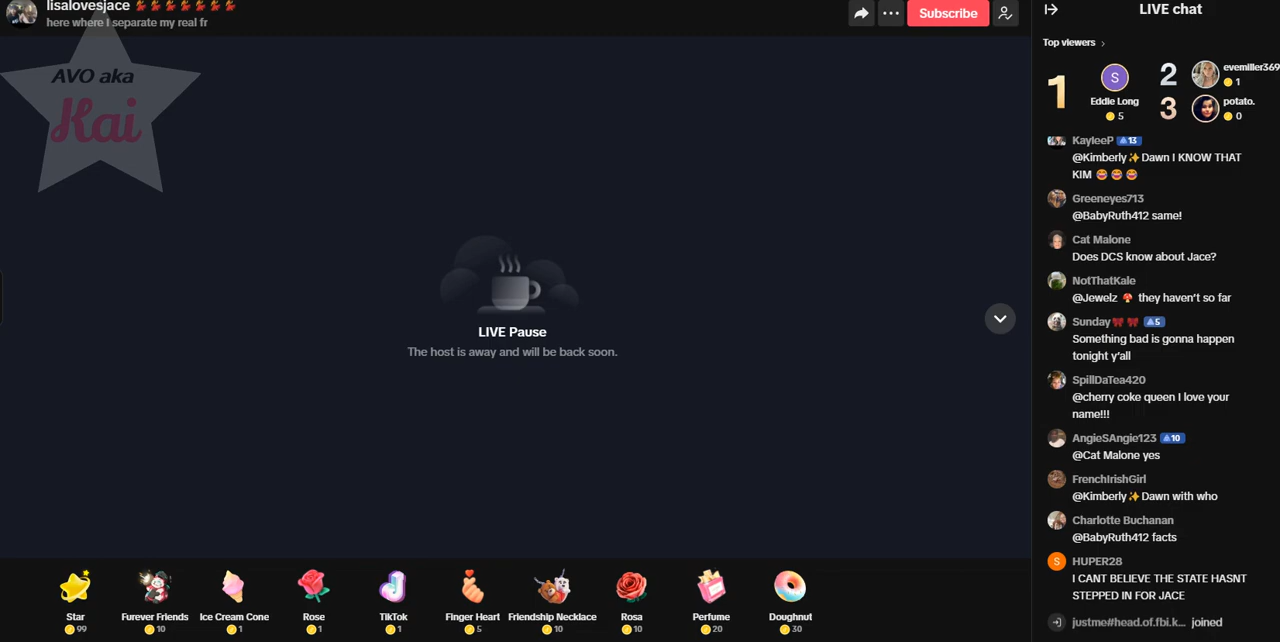 lisalovesjace 💃💃💃💃💃💃💃
here where I separate my real fr
Subscribe
AVO aka
Kai
LIVE Pause
The host is away and will be back soon.
Star
99
Furever Friends
10
Ice Cream Cone
1
Rose
1
TikTok
1
Finger Heart
5
Friendship Necklace
10
Rosa
10
Perfume
20
Doughnut
30
LIVE chat
Top viewers
1
S
Eddie Long
5
2
evemiller369
1
3
potato.
0
KayleeP 13
@Kimberly✨Dawn I KNOW THAT
KIM 😂 😂 😂
Greeneyes713
@BabyRuth412 same!
Cat Malone
Does DCS know about Jace?
NotThatKale
@Jewelz 🍄 they haven't so far
Sunday🎀 🎀 5
Something bad is gonna happen
tonight y'all
SpillDaTea420
@cherry coke queen I love your
name!!!
AngieSAngie123 10
@Cat Malone yes
FrenchIrishGirl
@Kimberly✨Dawn with who
Charlotte Buchanan
@BabyRuth412 facts
S
HUPER28
I CANT BELIEVE THE STATE HASNT
STEPPED IN FOR JACE
justme#head.of.fbi.k... joined